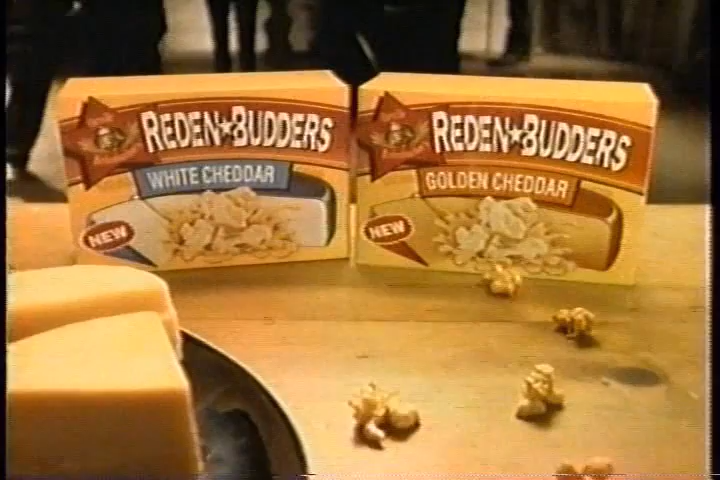 REDEN★BUDDERS
WHITE CHEDDAR
NEW
REDEN★BUDDERS
GOLDEN CHEDDAR
NEW